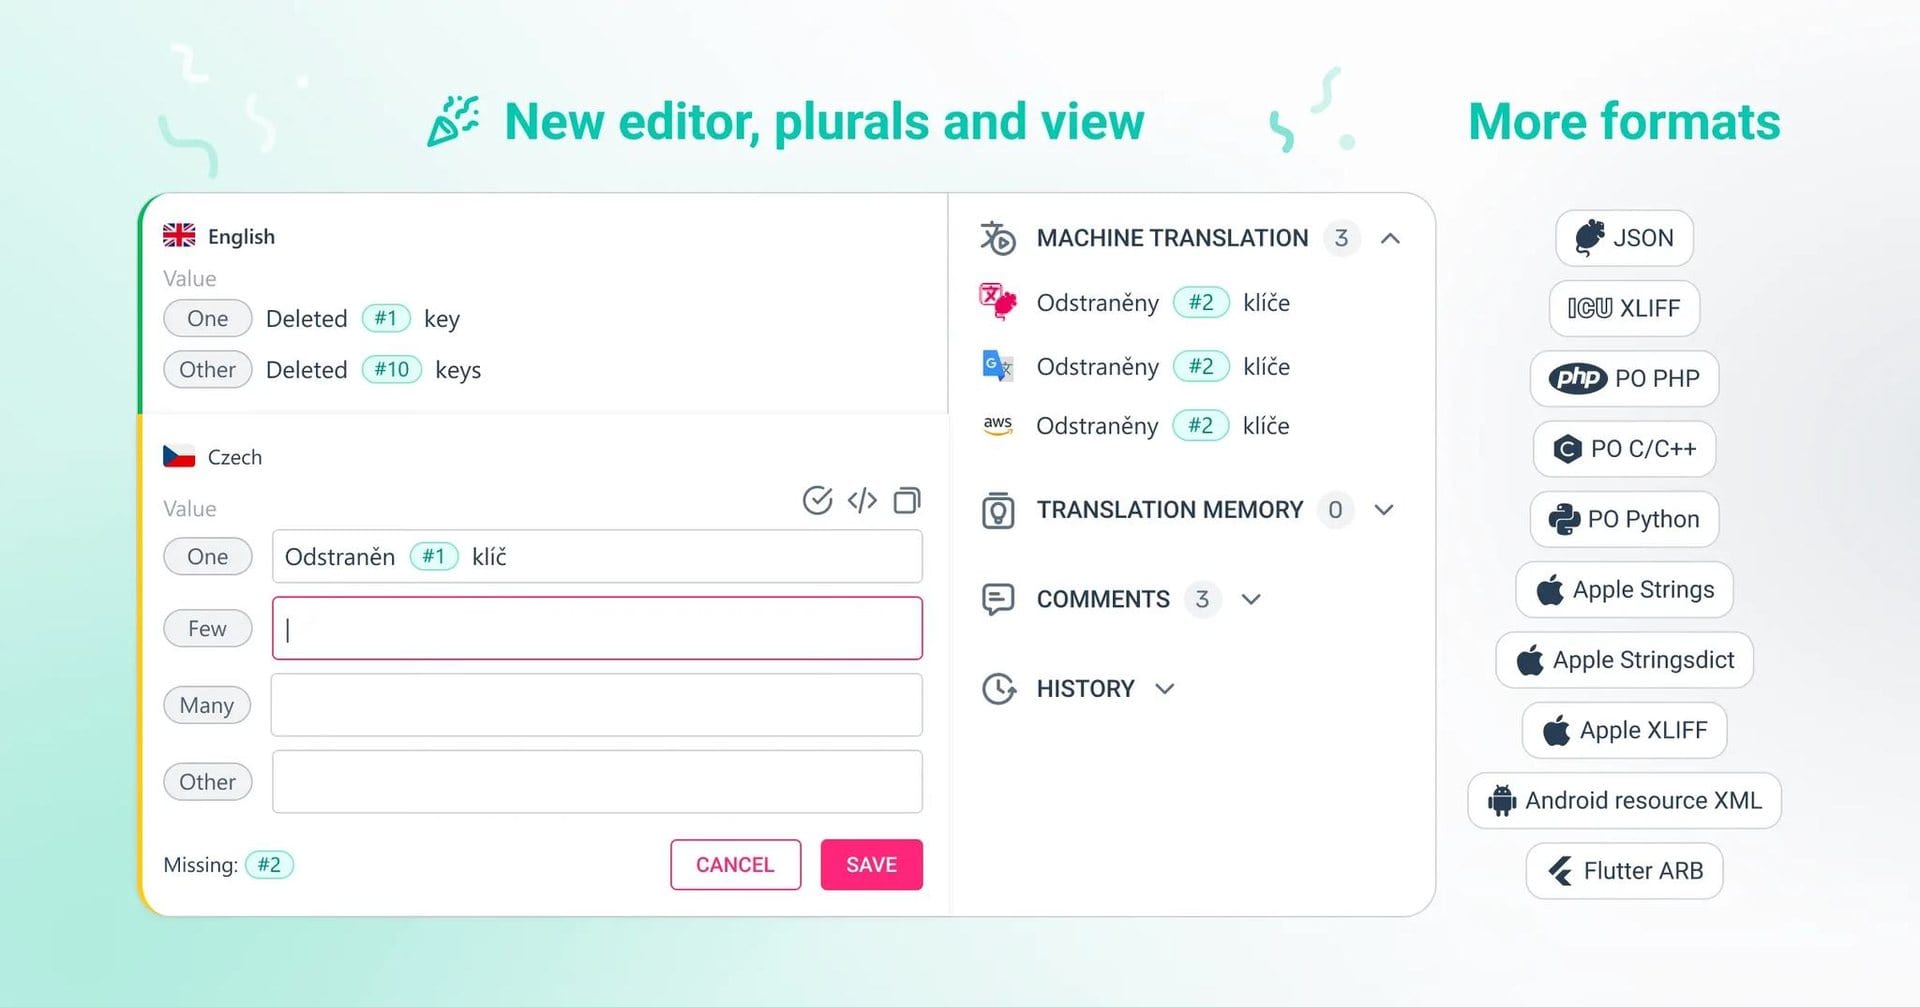 New editor, plurals and view
English
Value
One Deleted #1 key
Other Deleted #10 keys
Czech
Value
One Odstraněn #1 klíč
Few
Many
Other
Missing: #2
CANCEL SAVE
MACHINE TRANSLATION 3
Odstraněny #2 klíče
Odstraněny #2 klíče
aws Odstraněny #2 klíče
TRANSLATION MEMORY 0
COMMENTS 3
HISTORY
More formats
JSON
ICU XLIFF
php PO PHP
C PO C/C++
PO Python
Apple Strings
Apple Stringsdict
Apple XLIFF
Android resource XML
Flutter ARB